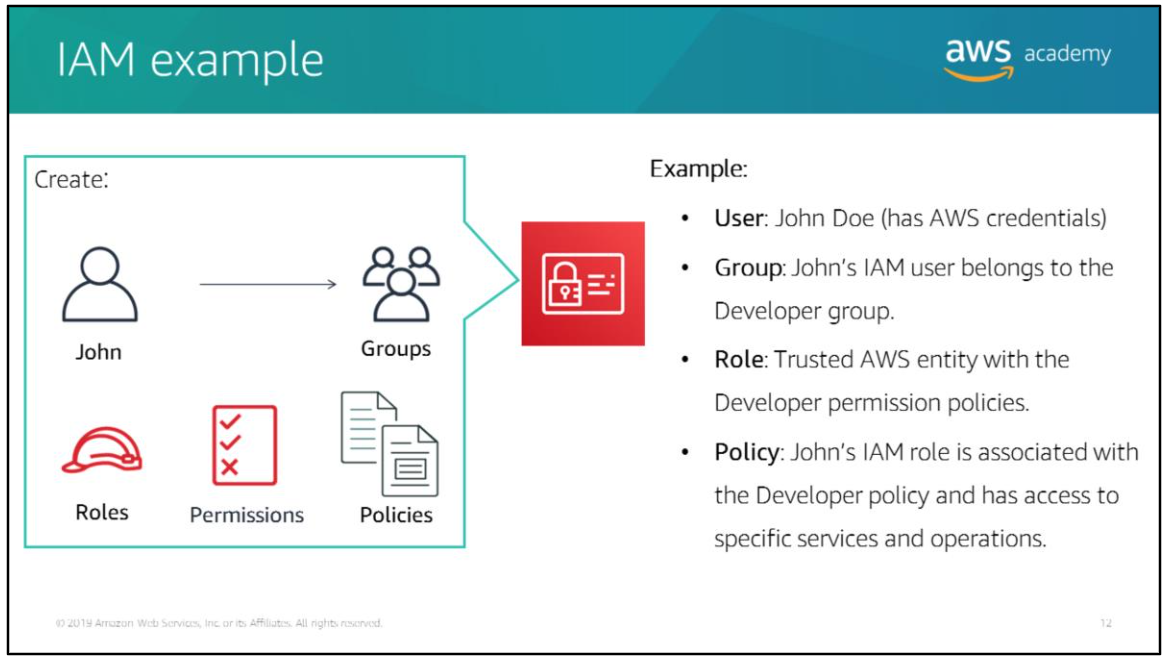 IAM example
aws academy
Create:
John
Groups
Roles
Permissions
Policies
Example:
• User: John Doe (has AWS credentials)
• Group: John’s IAM user belongs to the
Developer group.
• Role: Trusted AWS entity with the
Developer permission policies.
• Policy: John’s IAM role is associated with
the Developer policy and has access to
specific services and operations.
© 2019 Amazon Web Services, Inc. or its Affiliates. All rights reserved.
12